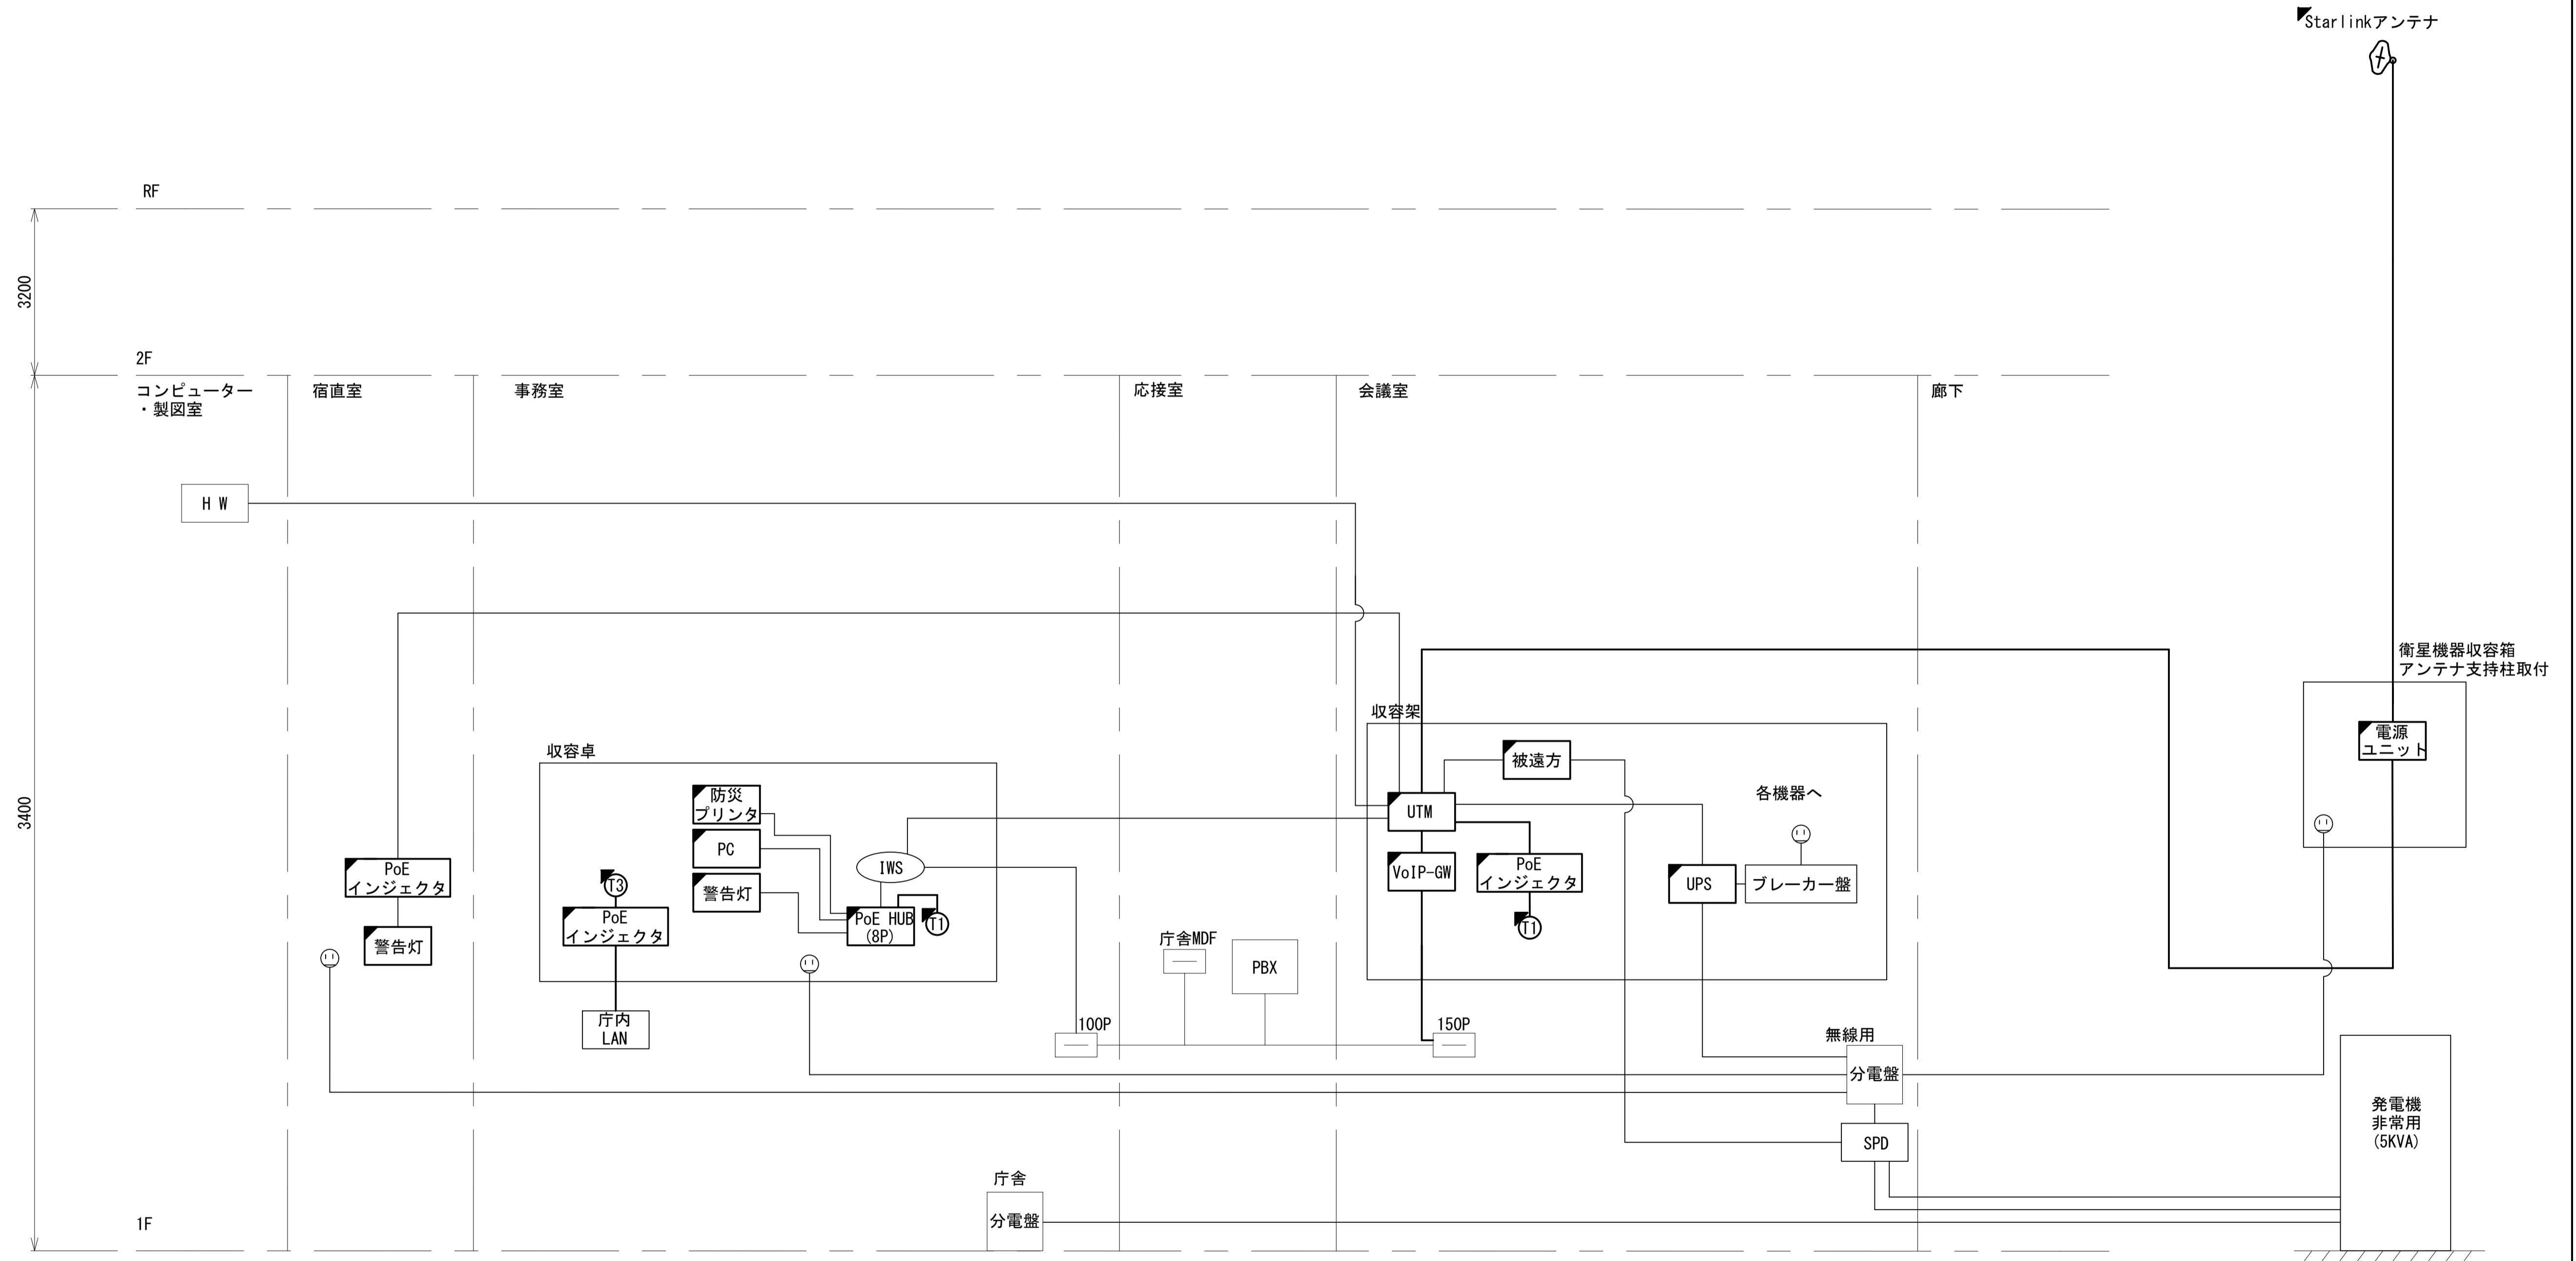 Starlinkアンテナ
RF
3200
2F
コンピューター
・製図室
宿直室
事務室
応接室
会議室
廊下
H W
3400
衛星機器収容箱
アンテナ支持柱取付
電源
ユニット
収容架
被遠方
UTM
各機器へ
VoIP-GW
PoE
インジェクタ
T1
UPS
ブレーカー盤
収容卓
防災
プリンタ
PC
警告灯
IWS
T3
PoE
インジェクタ
PoE HUB
(8P)
T1
PoE
インジェクタ
警告灯
庁内
LAN
庁舎MDF
PBX
100P
150P
無線用
分電盤
SPD
発電機
非常用
(5KVA)
庁舎
分電盤
1F